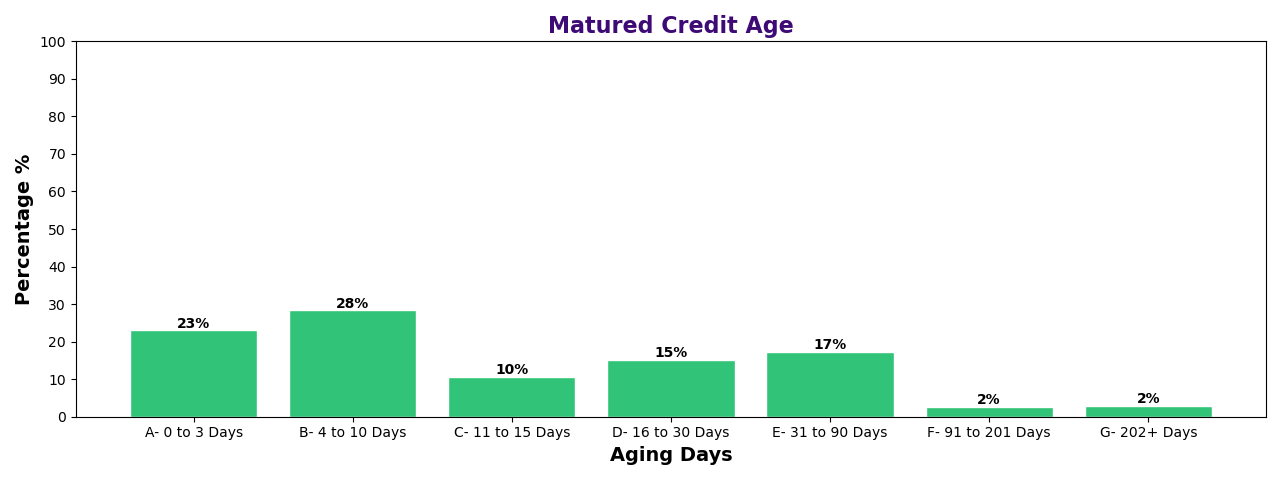 Matured Credit Age
Percentage %
100
90
80
70
60
50
40
30
20
10
0
23%
28%
10%
15%
17%
2%
2%
A- 0 to 3 Days
B- 4 to 10 Days
C- 11 to 15 Days
D- 16 to 30 Days
E- 31 to 90 Days
F- 91 to 201 Days
G- 202+ Days
Aging Days